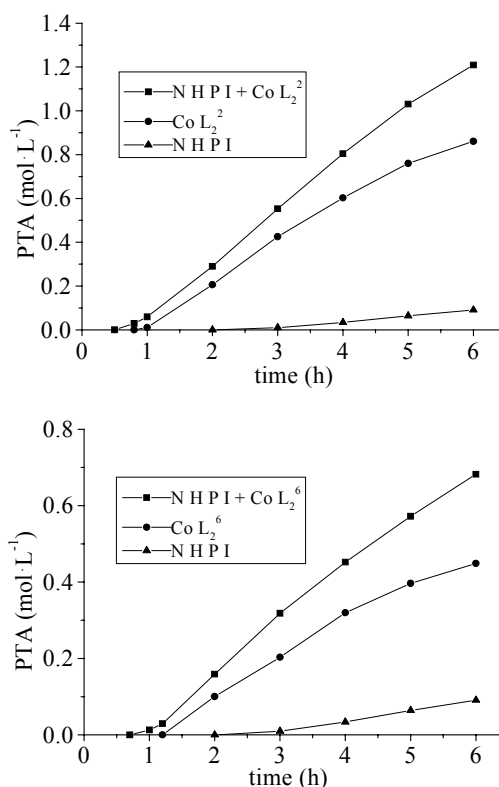 1.4
1.2
1.0
0.8
0.6
0.4
0.2
0.0
PTA (mol·L⁻¹)
N H P I + Co L₂²
Co L₂²
N H P I
0 1 2 3 4 5 6
time (h)
0.8
0.6
0.4
0.2
0.0
PTA (mol·L⁻¹)
N H P I + Co L₂⁶
Co L₂⁶
N H P I
0 1 2 3 4 5 6
time (h)